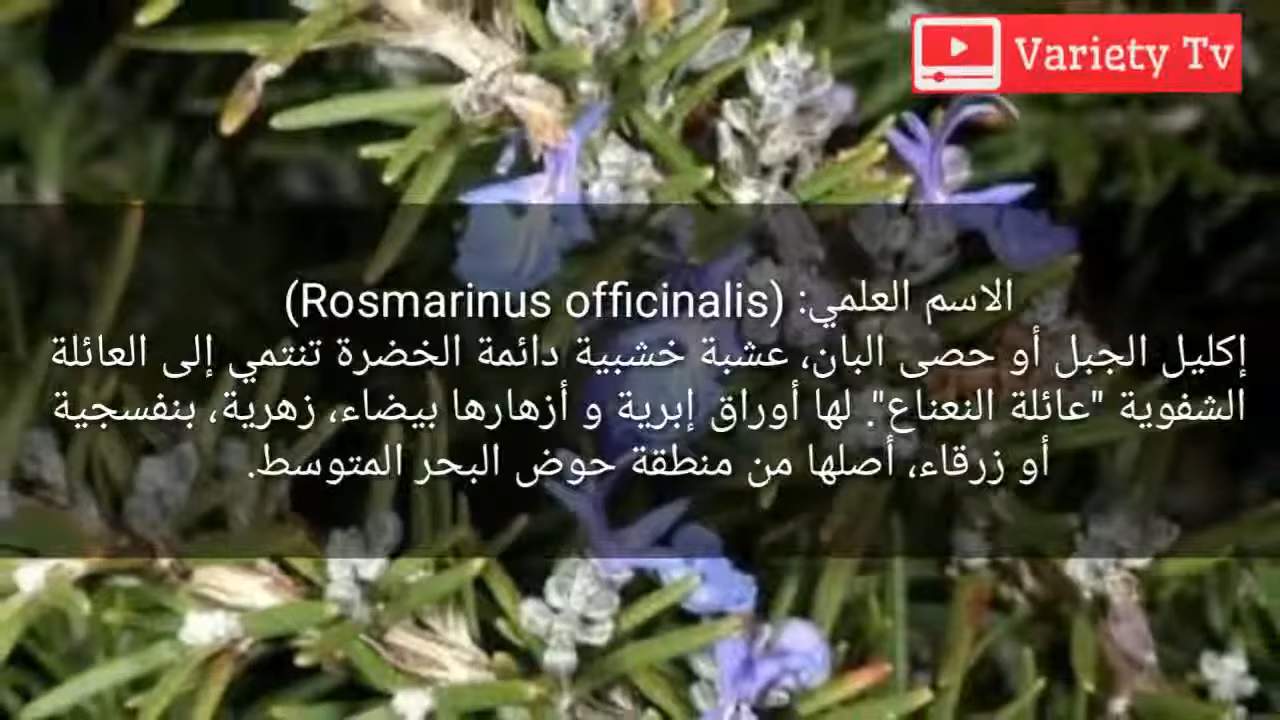 Variety Tv
الاسم العلمي: (Rosmarinus officinalis)
إكليل الجبل أو حصى البان، عشبة خشبية دائمة الخضرة تنتمي إلى العائلة
الشفوية "عائلة النعناع". لها أوراق إبرية و أزهارها بيضاء، زهرية، بنفسجية
أو زرقاء، أصلها من منطقة حوض البحر المتوسط.